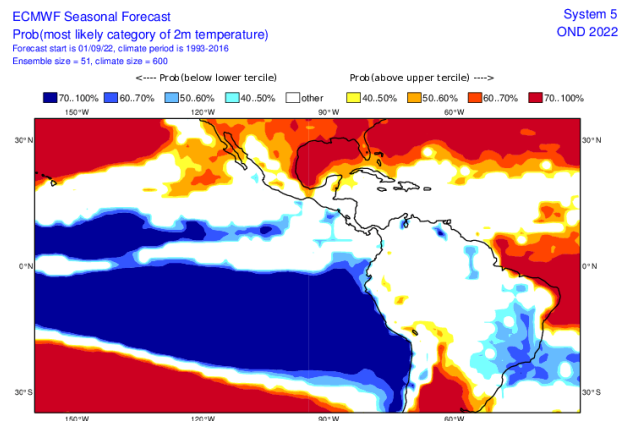 ECMWF Seasonal Forecast
System 5
Prob(most likely category of 2m temperature)
OND 2022
Forecast start is 01/09/22, climate period is 1993-2016
Ensemble size = 51, climate size = 600
<---- Prob(below lower tercile)
Prob(above upper tercile) ---->
70..100% 60..70% 50..60% 40..50% other 40..50% 50..60% 60..70% 70..100%
150°W 120°W 90°W 60°W
30°N 30°N
0°N 0°N
30°S 30°S
150°W 120°W 90°W 60°W